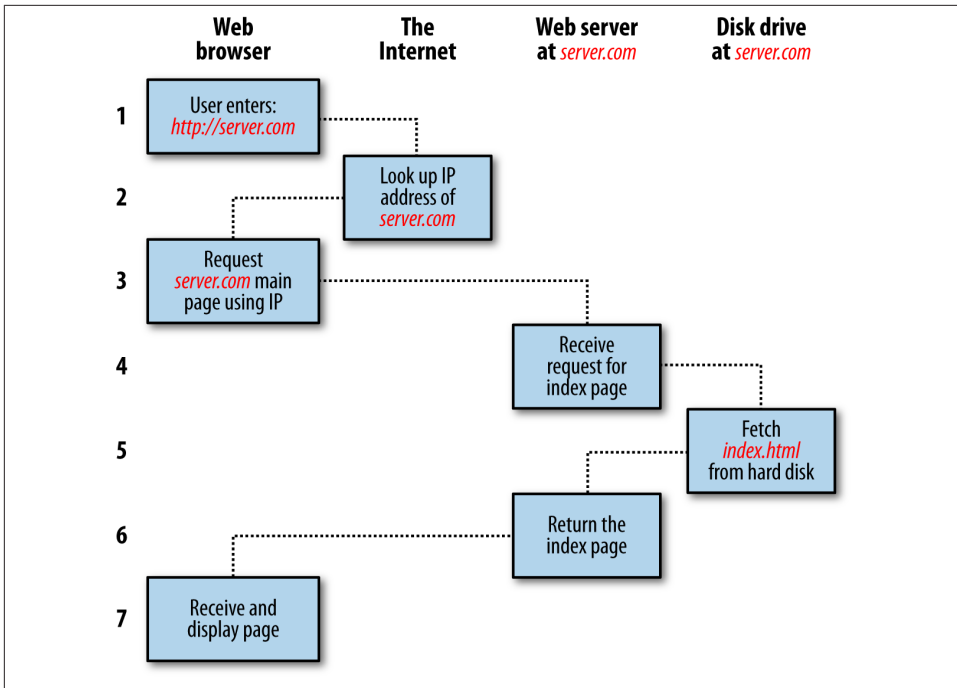 Web browser
The Internet
Web server at server.com
Disk drive at server.com
1
User enters:
http://server.com
2
Look up IP
address of
server.com
3
Request
server.com main
page using IP
4
Receive
request for
index page
5
Fetch
index.html
from hard disk
6
Return the
index page
7
Receive and
display page